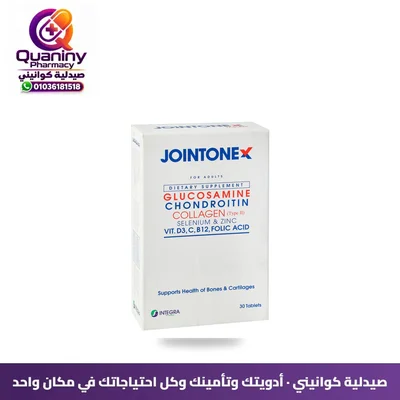 Quaniny
Pharmacy
صيدلية كوانيني
01036181518
JOINTONEX
FOR ADULTS
DIETARY SUPPLEMENT
GLUCOSAMINE
CHONDROITIN
COLLAGEN (Type II)
SELENIUM & ZINC
VIT. D3, C, B12, FOLIC ACID
Supports Health of Bones & Cartilages
INTEGRA
30 Tablets
صيدلية كوانيني - أدويتك وتأمينك وكل احتياجاتك في مكان واحد